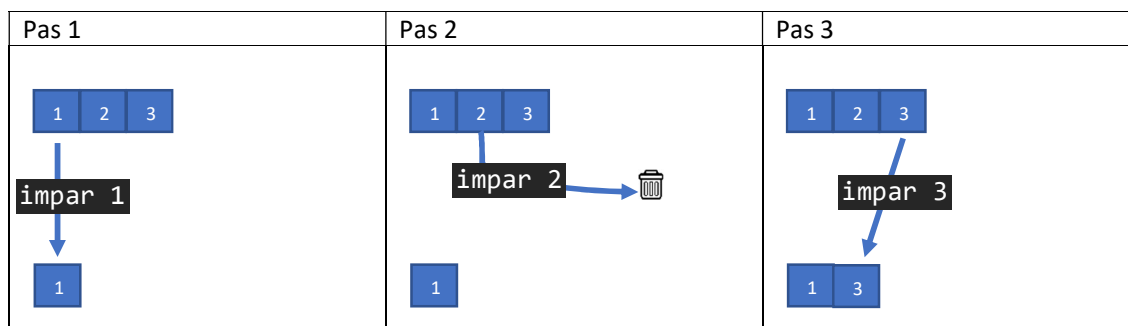 Pas 1
Pas 2
Pas 3
1 2 3
impar 1
1
1 2 3
impar 2
1
1 2 3
impar 3
1 3